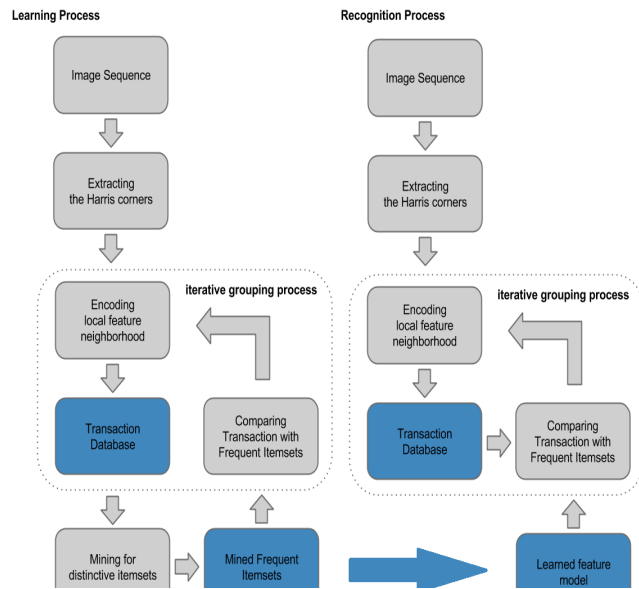 Learning Process
Image Sequence
Extracting
the Harris corners
iterative grouping process
Encoding
local feature
neighborhood
Transaction
Database
Comparing
Transaction with
Frequent Itemsets
Mining for
distinctive itemsets
Mined Frequent
Itemsets
Recognition Process
Image Sequence
Extracting
the Harris corners
iterative grouping process
Encoding
local feature
neighborhood
Transaction
Database
Comparing
Transaction with
Frequent Itemsets
Learned feature
model